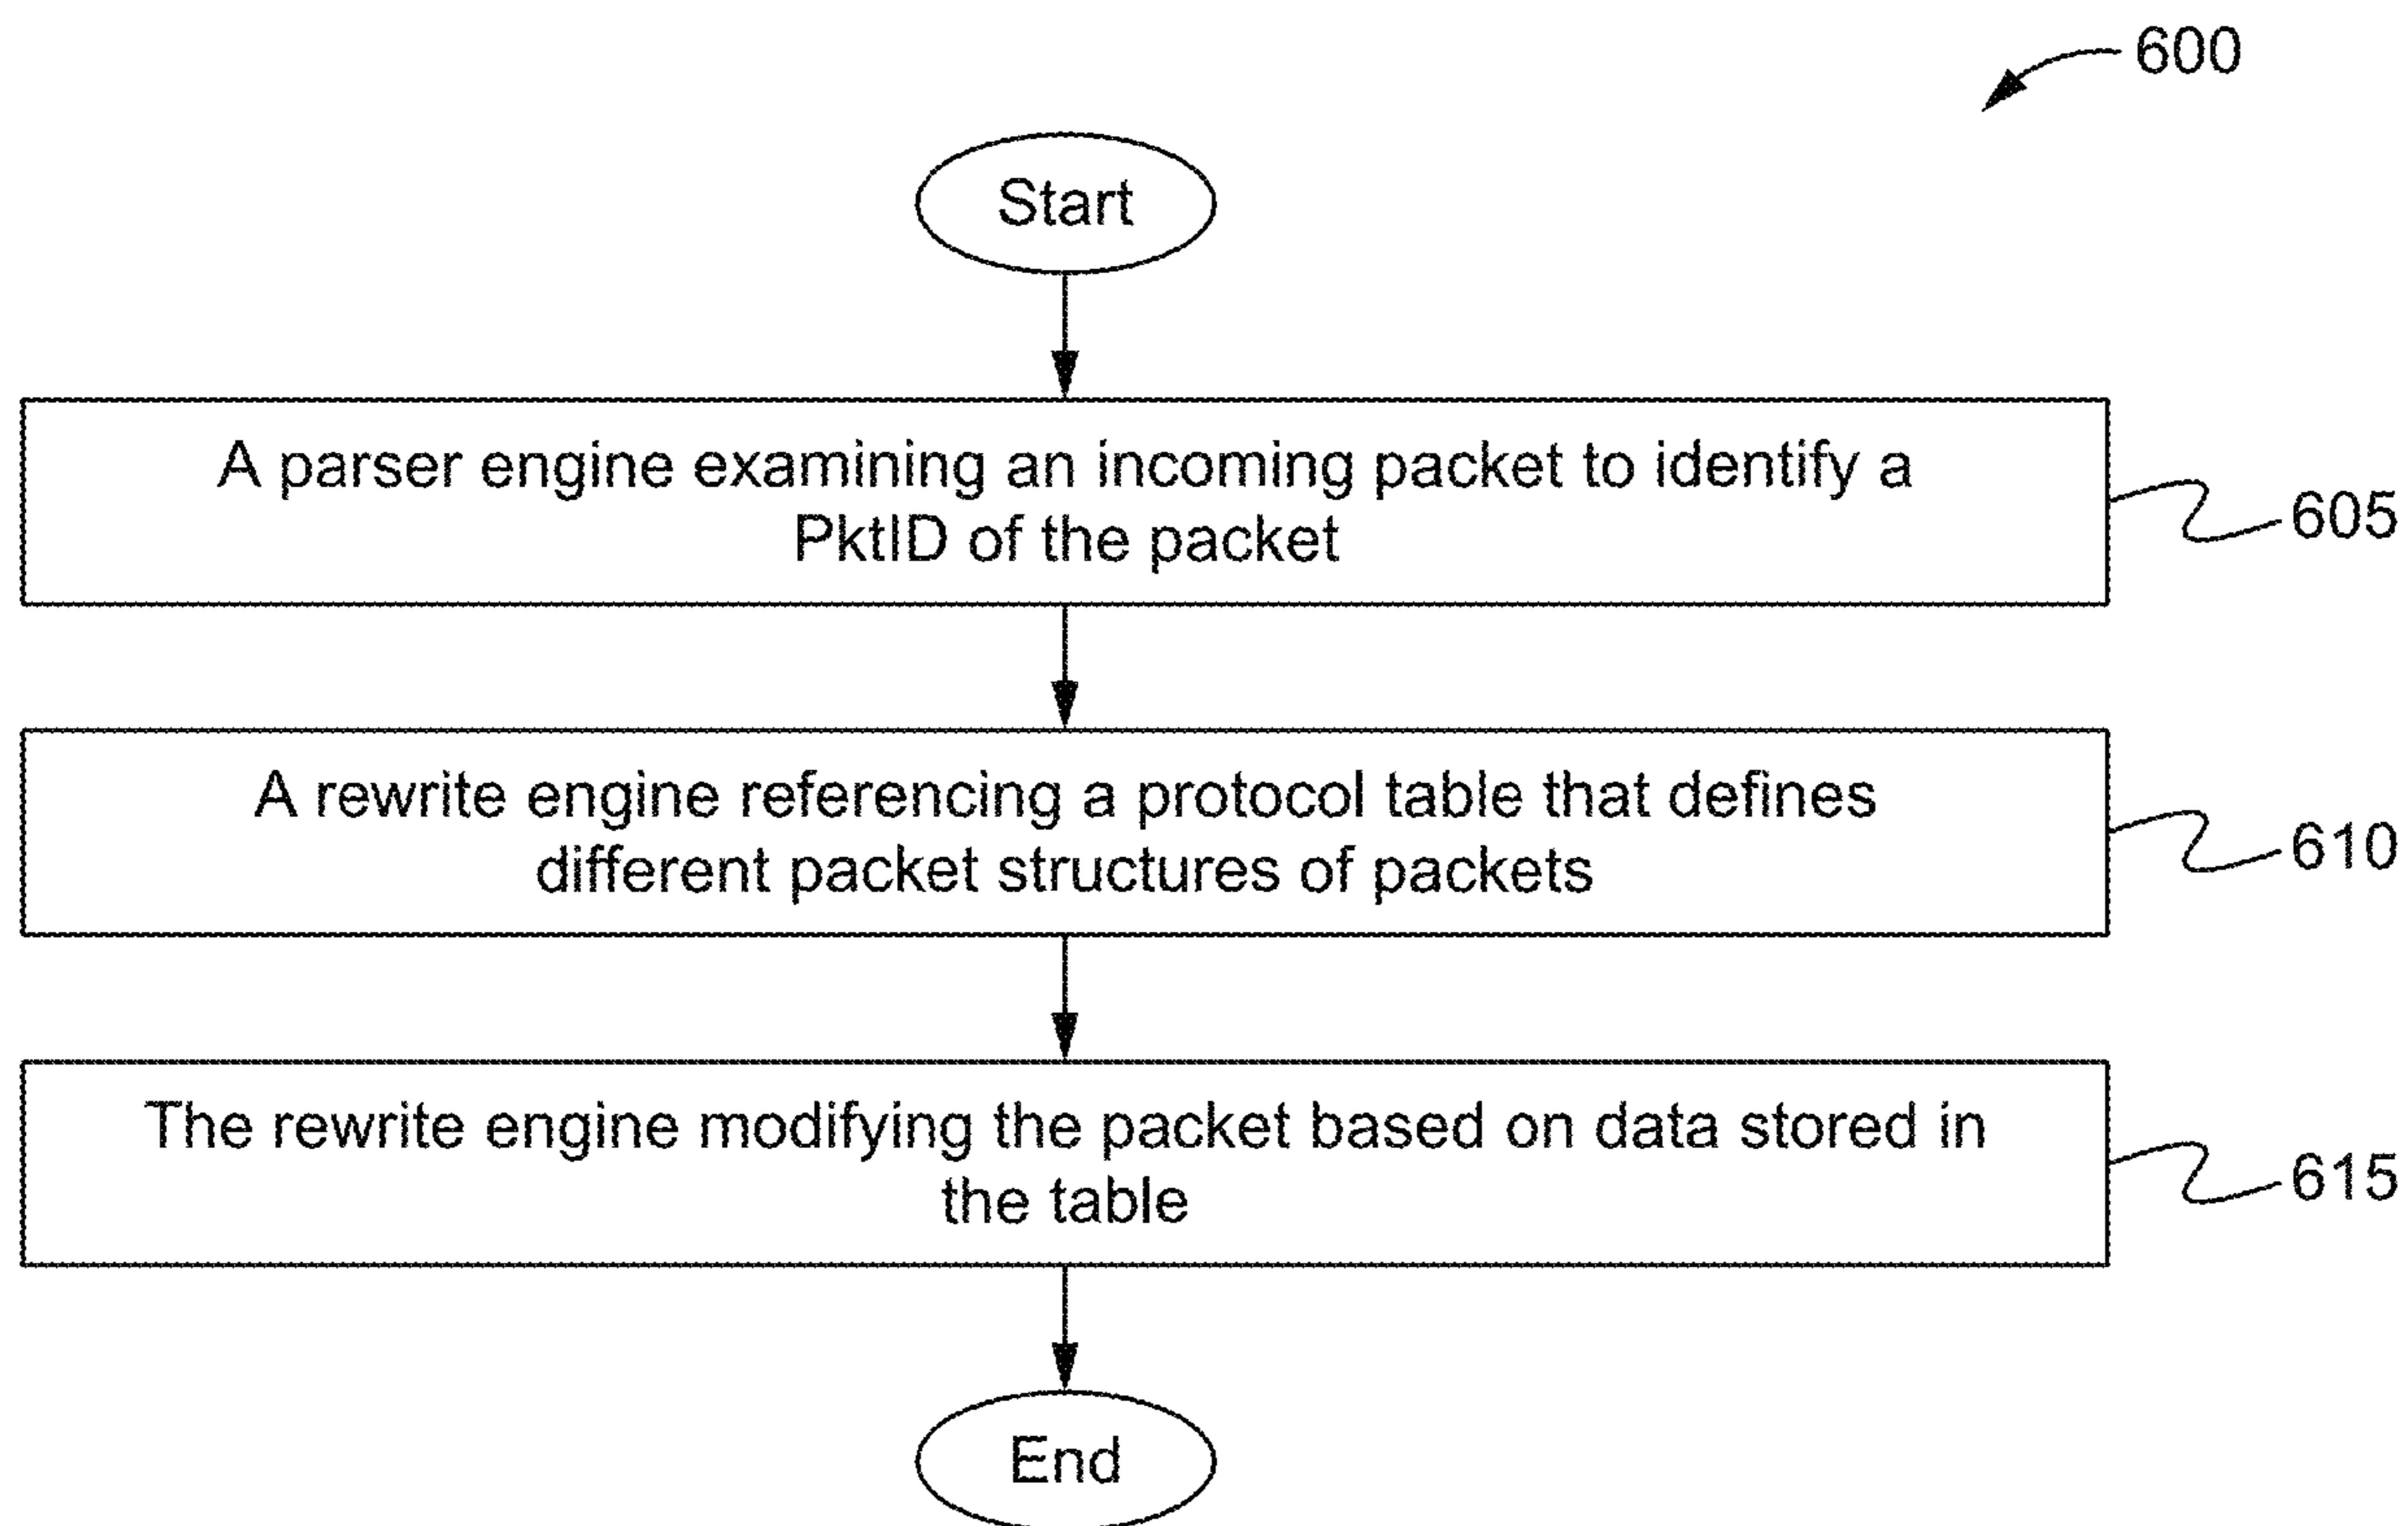 600
Start
A parser engine examining an incoming packet to identify a
PktID of the packet
605
A rewrite engine referencing a protocol table that defines
different packet structures of packets
610
The rewrite engine modifying the packet based on data stored in
the table
615
End